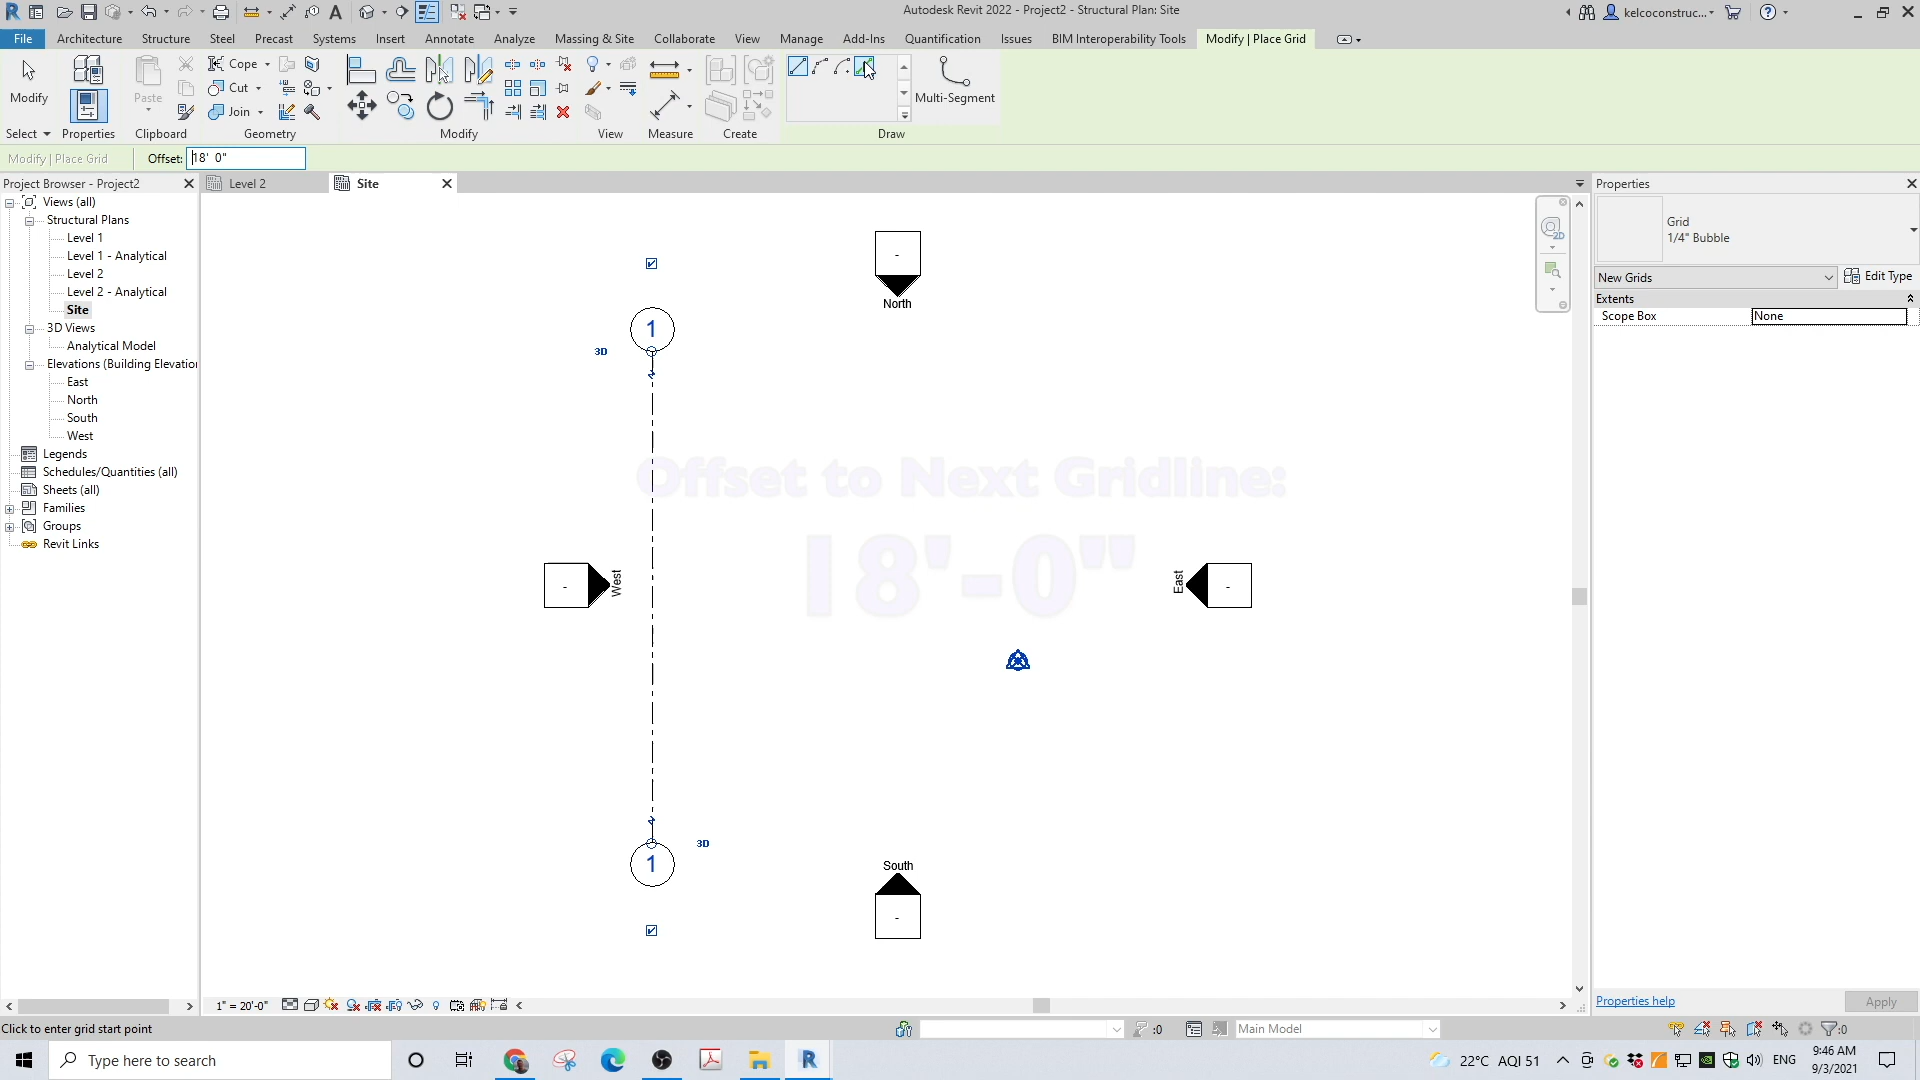 Autodesk Revit 2022 - Project2 - Structural Plan: Site
kelcoconstruc...
File
Architecture
Structure
Steel
Precast
Systems
Insert
Annotate
Analyze
Massing & Site
Collaborate
View
Manage
Add-Ins
Quantification
Issues
BIM Interoperability Tools
Modify | Place Grid
Modify
Paste
Cope
Cut
Join
Multi-Segment
Select
Properties
Clipboard
Geometry
Modify
View
Measure
Create
Draw
Modify | Place Grid
Offset:
18' 0"
Project Browser - Project2
Level 2
Site
Properties
Views (all)
Structural Plans
Level 1
Level 1 - Analytical
Level 2
Level 2 - Analytical
Site
3D Views
Analytical Model
Elevations (Building Elevation
East
North
South
West
Legends
Schedules/Quantities (all)
Sheets (all)
Families
Groups
Revit Links
2D
-
North
1
3D
Offset to Next Gridline:
18'-0"
-
West
East
-
3D
1
South
-
Grid
1/4" Bubble
New Grids
Edit Type
Extents
Scope Box
None
1" = 20'-0"
Properties help
Apply
Click to enter grid start point
:0
Main Model
:0
Type here to search
22°C AQI 51
ENG
9:46 AM
9/3/2021